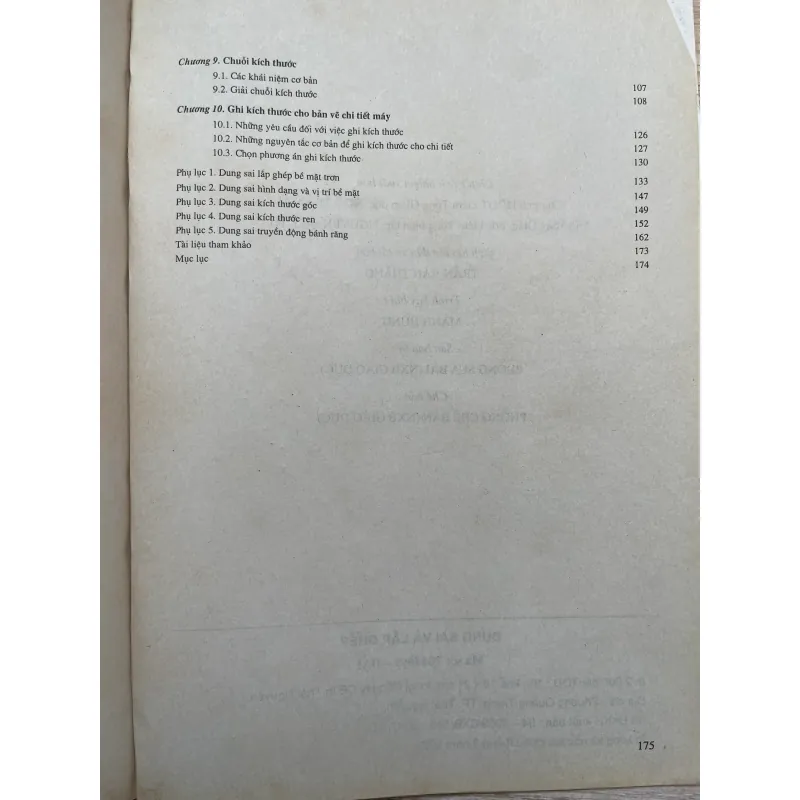 Chương 9. Chuỗi kích thước
9.1. Các khái niệm cơ bản 107
9.2. Giải chuỗi kích thước 108
Chương 10. Ghi kích thước cho bản vẽ chi tiết máy
10.1. Những yêu cầu đối với việc ghi kích thước 126
10.2. Những nguyên tắc cơ bản để ghi kích thước cho chi tiết 127
10.3. Chọn phương án ghi kích thước 130
Phụ lục 1. Dung sai lắp ghép bề mặt trơn 133
Phụ lục 2. Dung sai hình dạng và vị trí bề mặt 147
Phụ lục 3. Dung sai kích thước góc 149
Phụ lục 4. Dung sai kích thước ren 152
Phụ lục 5. Dung sai truyền động bánh răng 162
Tài liệu tham khảo 173
Mục lục 174
175